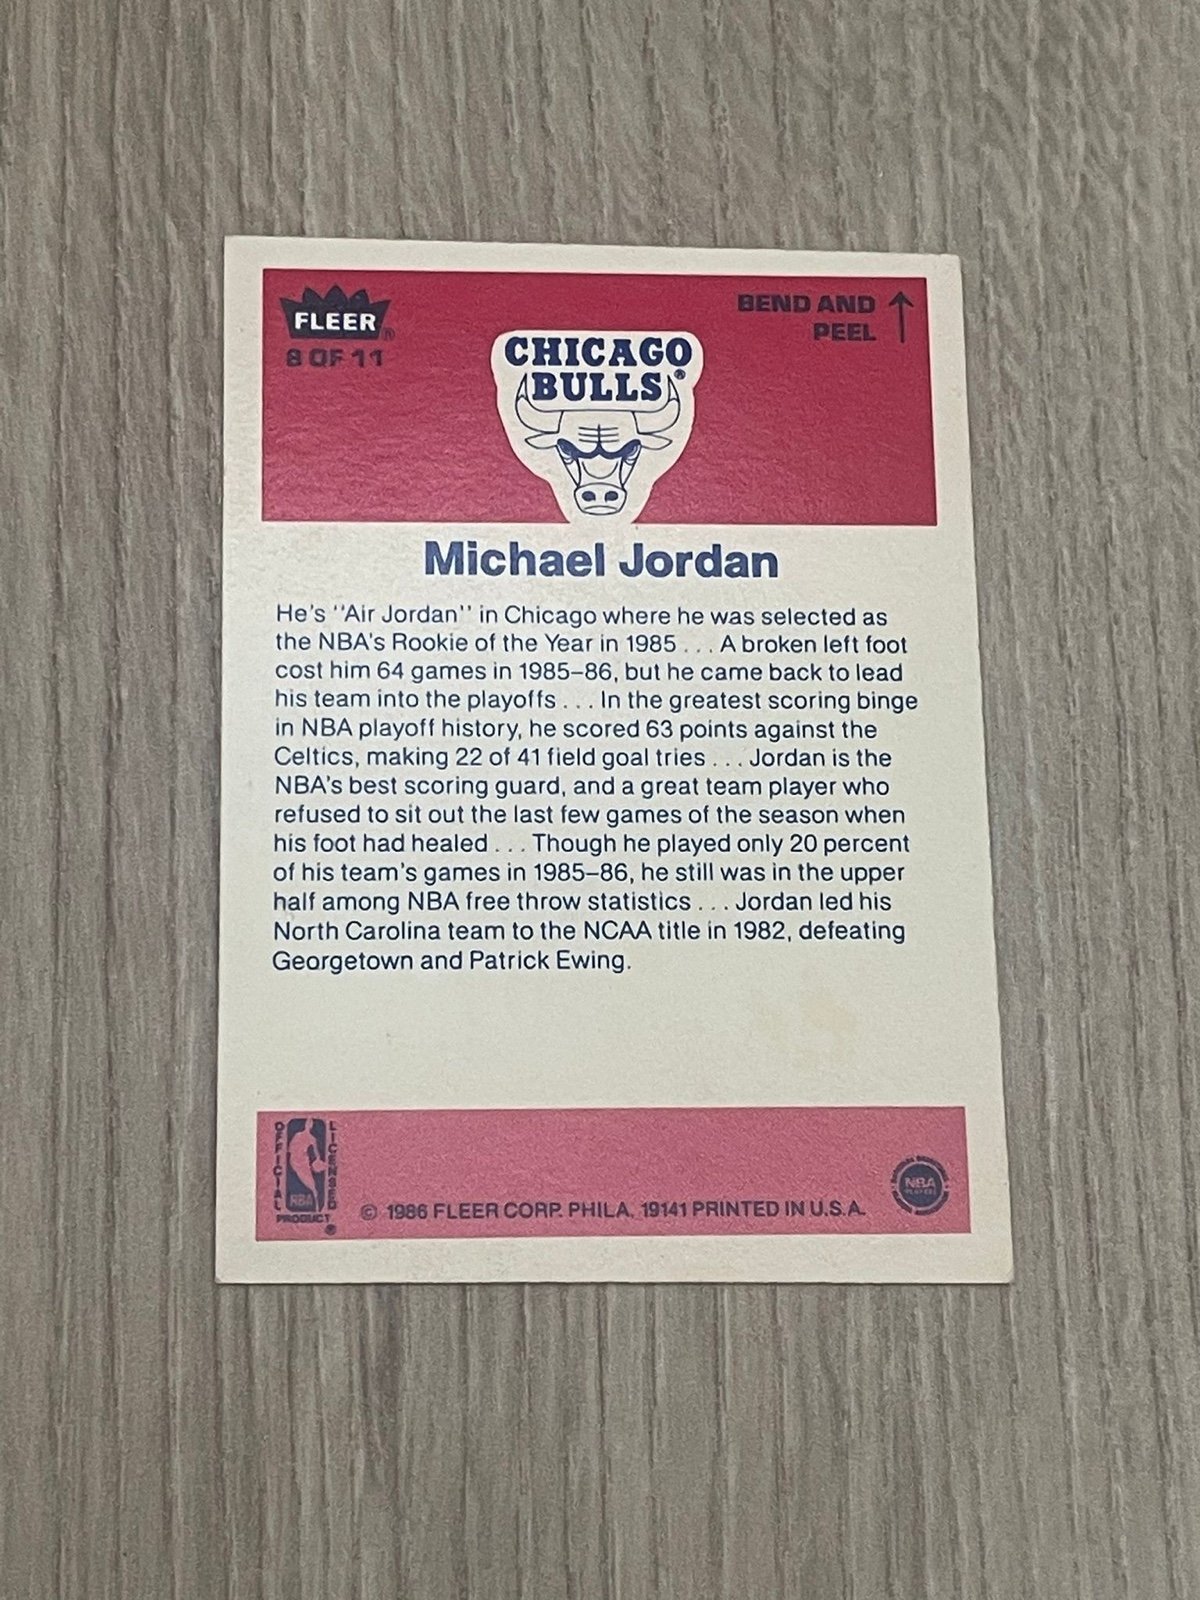 FLEER®
8 OF 11
BEND AND
PEEL ↑
CHICAGO
BULLS®
Michael Jordan
He's "Air Jordan" in Chicago where he was selected as
the NBA's Rookie of the Year in 1985 . . . A broken left foot
cost him 64 games in 1985–86, but he came back to lead
his team into the playoffs . . . In the greatest scoring binge
in NBA playoff history, he scored 63 points against the
Celtics, making 22 of 41 field goal tries . . . Jordan is the
NBA's best scoring guard, and a great team player who
refused to sit out the last few games of the season when
his foot had healed . . . Though he played only 20 percent
of his team's games in 1985–86, he still was in the upper
half among NBA free throw statistics . . . Jordan led his
North Carolina team to the NCAA title in 1982, defeating
Georgetown and Patrick Ewing.
OFFICIAL
NBA
LICENSED
PRODUCT®
© 1986 FLEER CORP. PHILA. 19141 PRINTED IN U.S.A.
NBA
PLAYERS